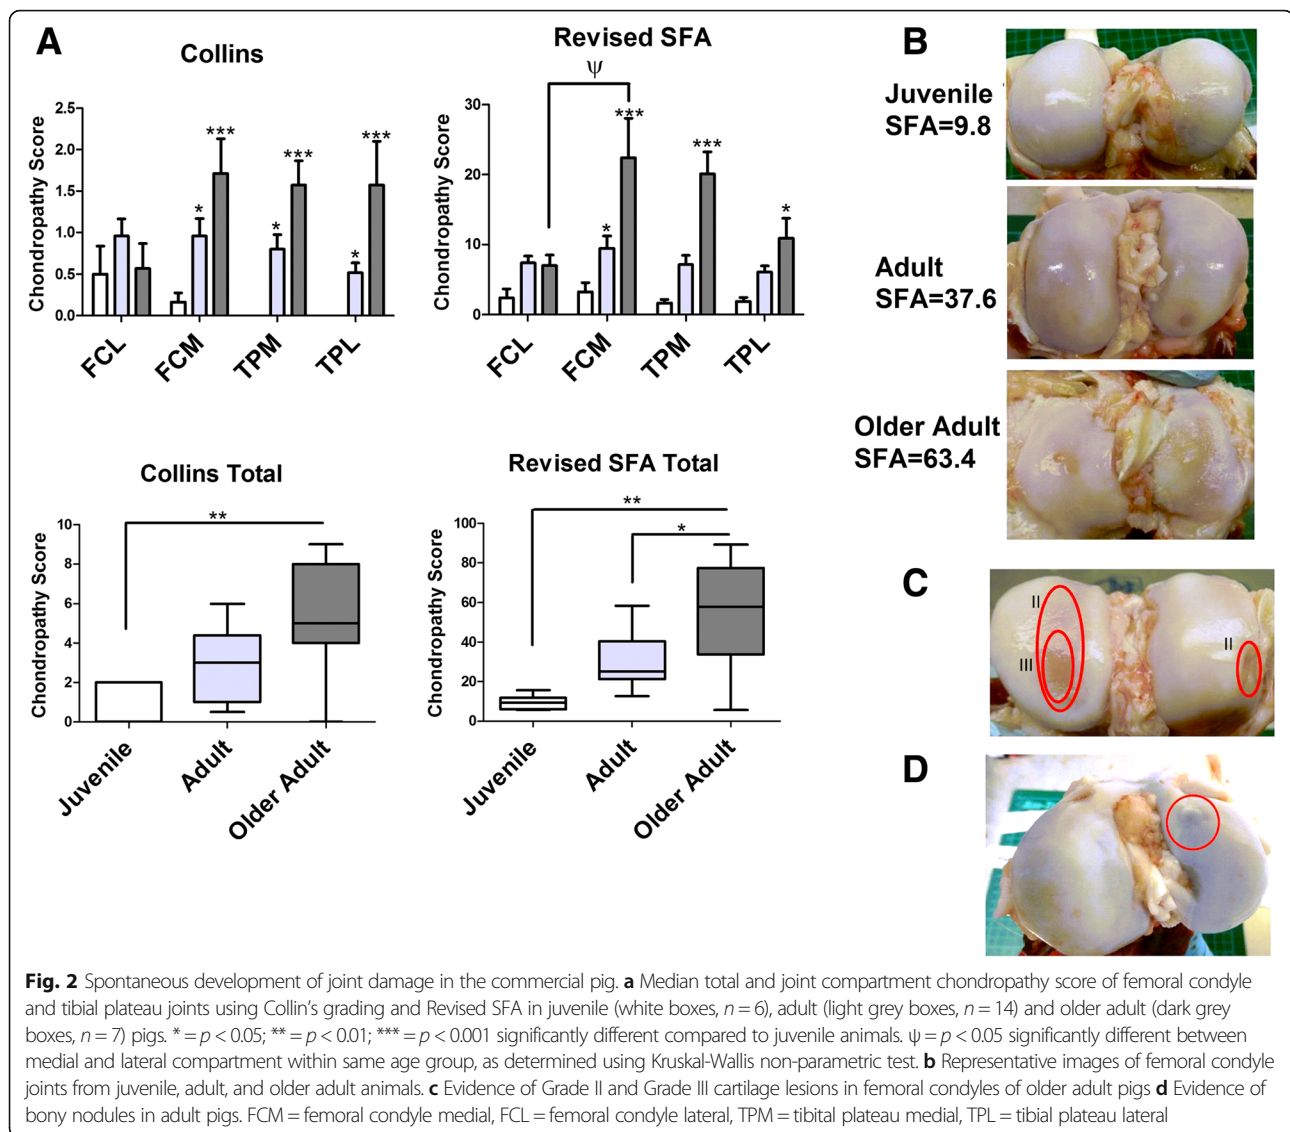 A
Collins
Chondropathy Score
2.5
2.0
1.5
1.0
0.5
0.0
*
***
*
***
*
***
FCL
FCM
TPM
TPL
Revised SFA
ψ
Chondropathy Score
30
20
10
0
*
***
***
*
FCL
FCM
TPM
TPL
Collins Total
Chondropathy Score
10
8
6
4
2
0
**
Juvenile
Adult
Older Adult
Revised SFA Total
Chondropathy Score
100
80
60
40
20
0
**
*
Juvenile
Adult
Older Adult
B
Juvenile
SFA=9.8
Adult
SFA=37.6
Older Adult
SFA=63.4
C
II
III
II
D
Fig. 2 Spontaneous development of joint damage in the commercial pig. a Median total and joint compartment chondropathy score of femoral condyle
and tibial plateau joints using Collin's grading and Revised SFA in juvenile (white boxes, n = 6), adult (light grey boxes, n = 14) and older adult (dark grey
boxes, n = 7) pigs. * = p < 0.05; ** = p < 0.01; *** = p < 0.001 significantly different compared to juvenile animals. ψ = p < 0.05 significantly different between
medial and lateral compartment within same age group, as determined using Kruskal-Wallis non-parametric test. b Representative images of femoral condyle
joints from juvenile, adult, and older adult animals. c Evidence of Grade II and Grade III cartilage lesions in femoral condyles of older adult pigs d Evidence of
bony nodules in adult pigs. FCM = femoral condyle medial, FCL = femoral condyle lateral, TPM = tibital plateau medial, TPL = tibial plateau lateral